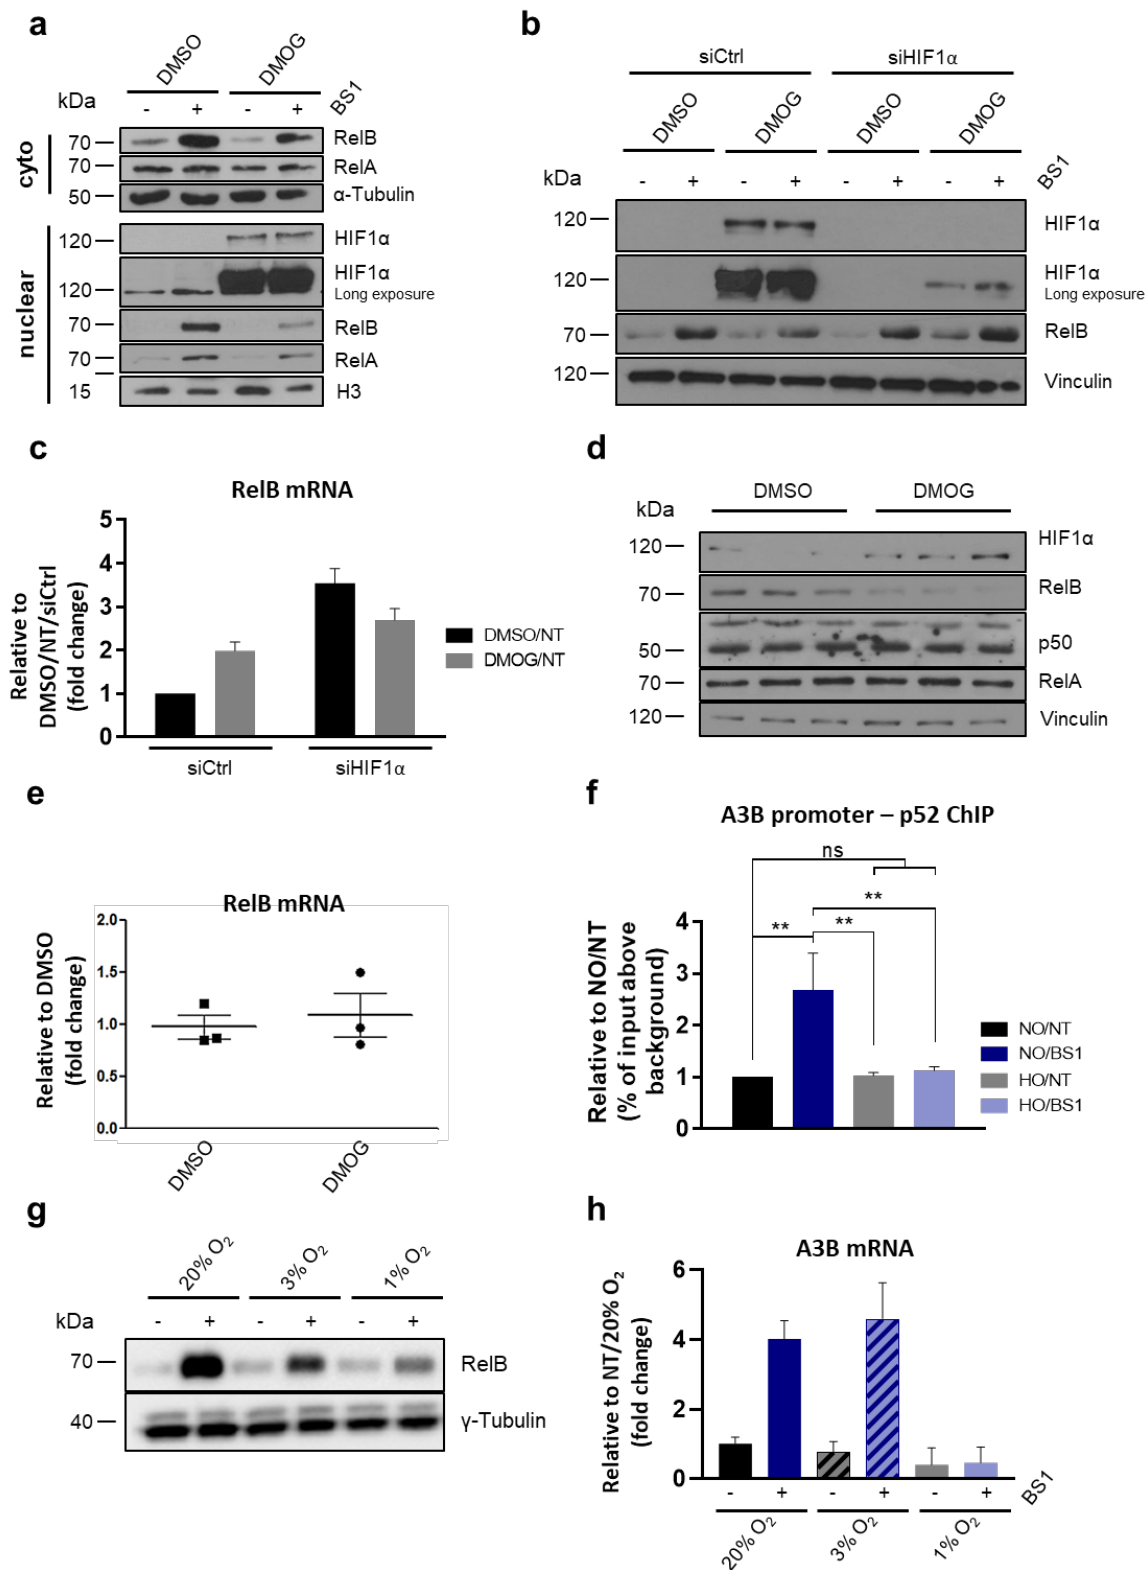 a
DMSO
DMOG
kDa
- + - +
BS1
cyto
70
RelB
70
RelA
50
α-Tubulin
nuclear
120
HIF1α
120
HIF1α
Long exposure
70
RelB
70
RelA
15
H3
b
siCtrl siHIF1α
DMSO DMOG DMSO DMOG
kDa
- + - + - + - +
BS1
120
HIF1α
120
HIF1α
Long exposure
70
RelB
120
Vinculin
c
RelB mRNA
Relative to
DMSO/NT/siCtrl
(fold change)
5
4
3
2
1
0
siCtrl siHIF1α
DMSO/NT
DMOG/NT
d
DMSO DMOG
kDa
120
HIF1α
70
RelB
50
p50
70
RelA
120
Vinculin
e
RelB mRNA
Relative to DMSO
(fold change)
2.0
1.5
1.0
0.5
0.0
DMSO DMOG
f
A3B promoter – p52 ChIP
ns
**
** **
Relative to NO/NT
(% of input above
background)
4
3
2
1
0
NO/NT
NO/BS1
HO/NT
HO/BS1
g
20% O₂ 3% O₂ 1% O₂
kDa
- + - + - +
70
RelB
40
γ-Tubulin
h
A3B mRNA
Relative to NT/20% O₂
(fold change)
6
4
2
0
- + - + - +
BS1
20% O₂ 3% O₂ 1% O₂